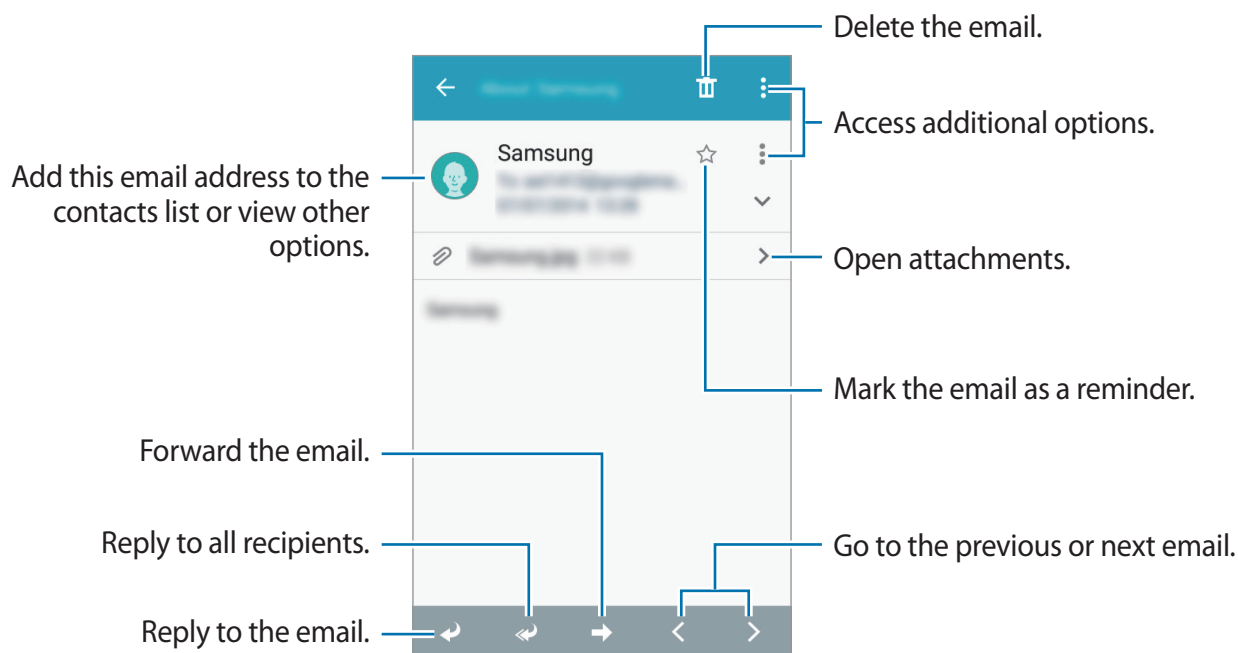 Delete the email.
Access additional options.
Samsung
Add this email address to the
contacts list or view other
options.
Open attachments.
Mark the email as a reminder.
Forward the email.
Reply to all recipients.
Go to the previous or next email.
Reply to the email.